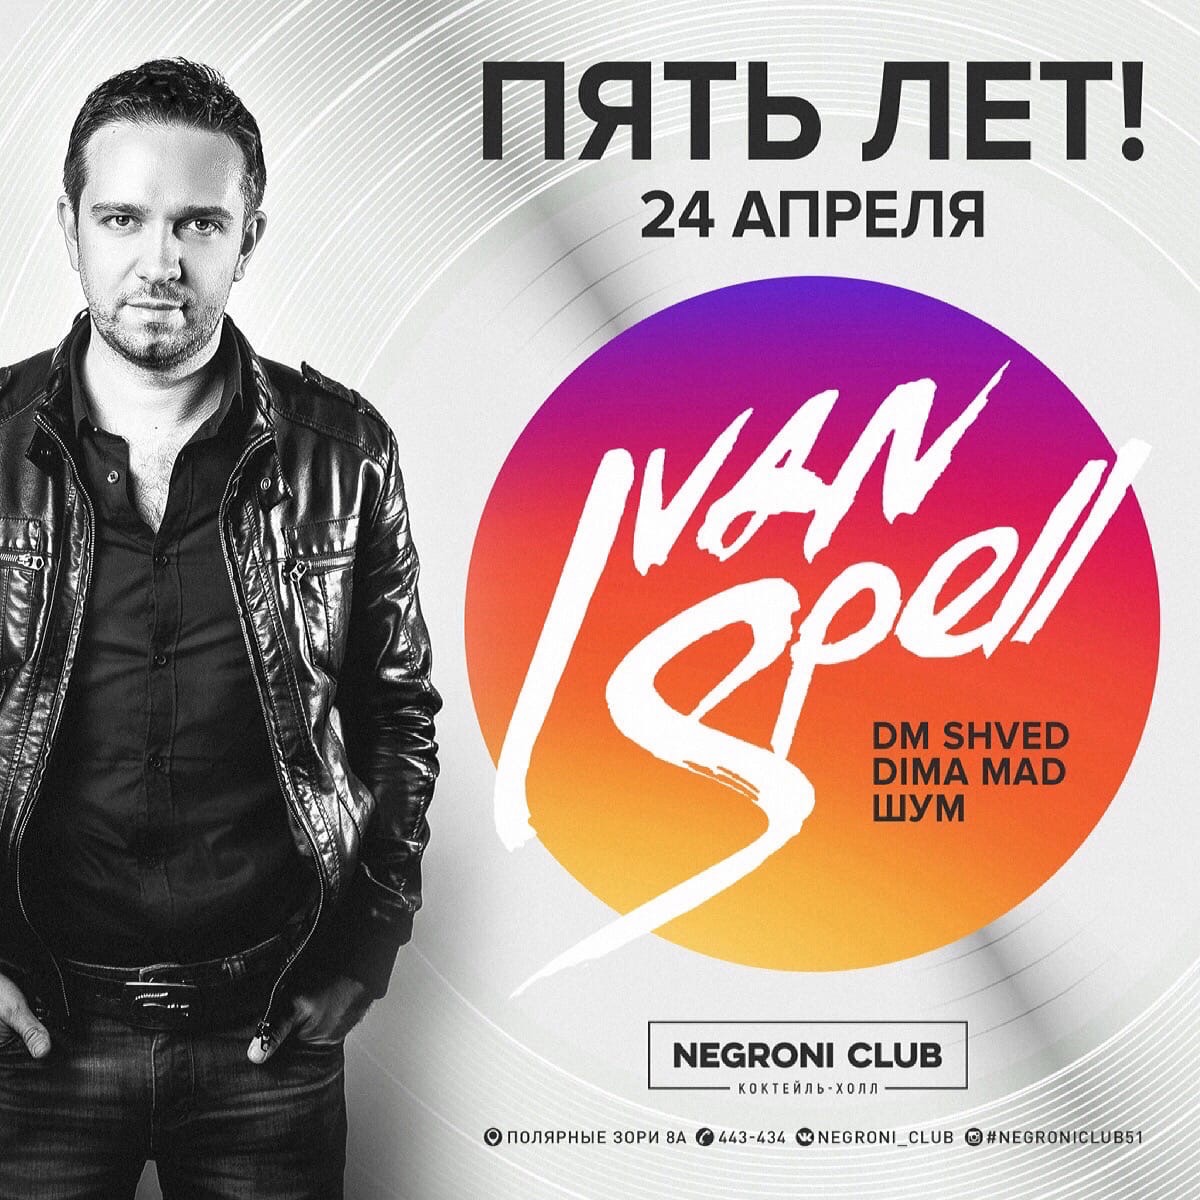 ПЯТЬ ЛЕТ!
24 АПРЕЛЯ
IVAN
Spell
DM SHVED
DIMA MAD
ШУМ
NEGRONI CLUB
КОКТЕЙЛЬ-ХОЛЛ
ПОЛЯРНЫЕ ЗОРИ 8А 443-434 NEGRONI_CLUB #NEGRONICLUB51